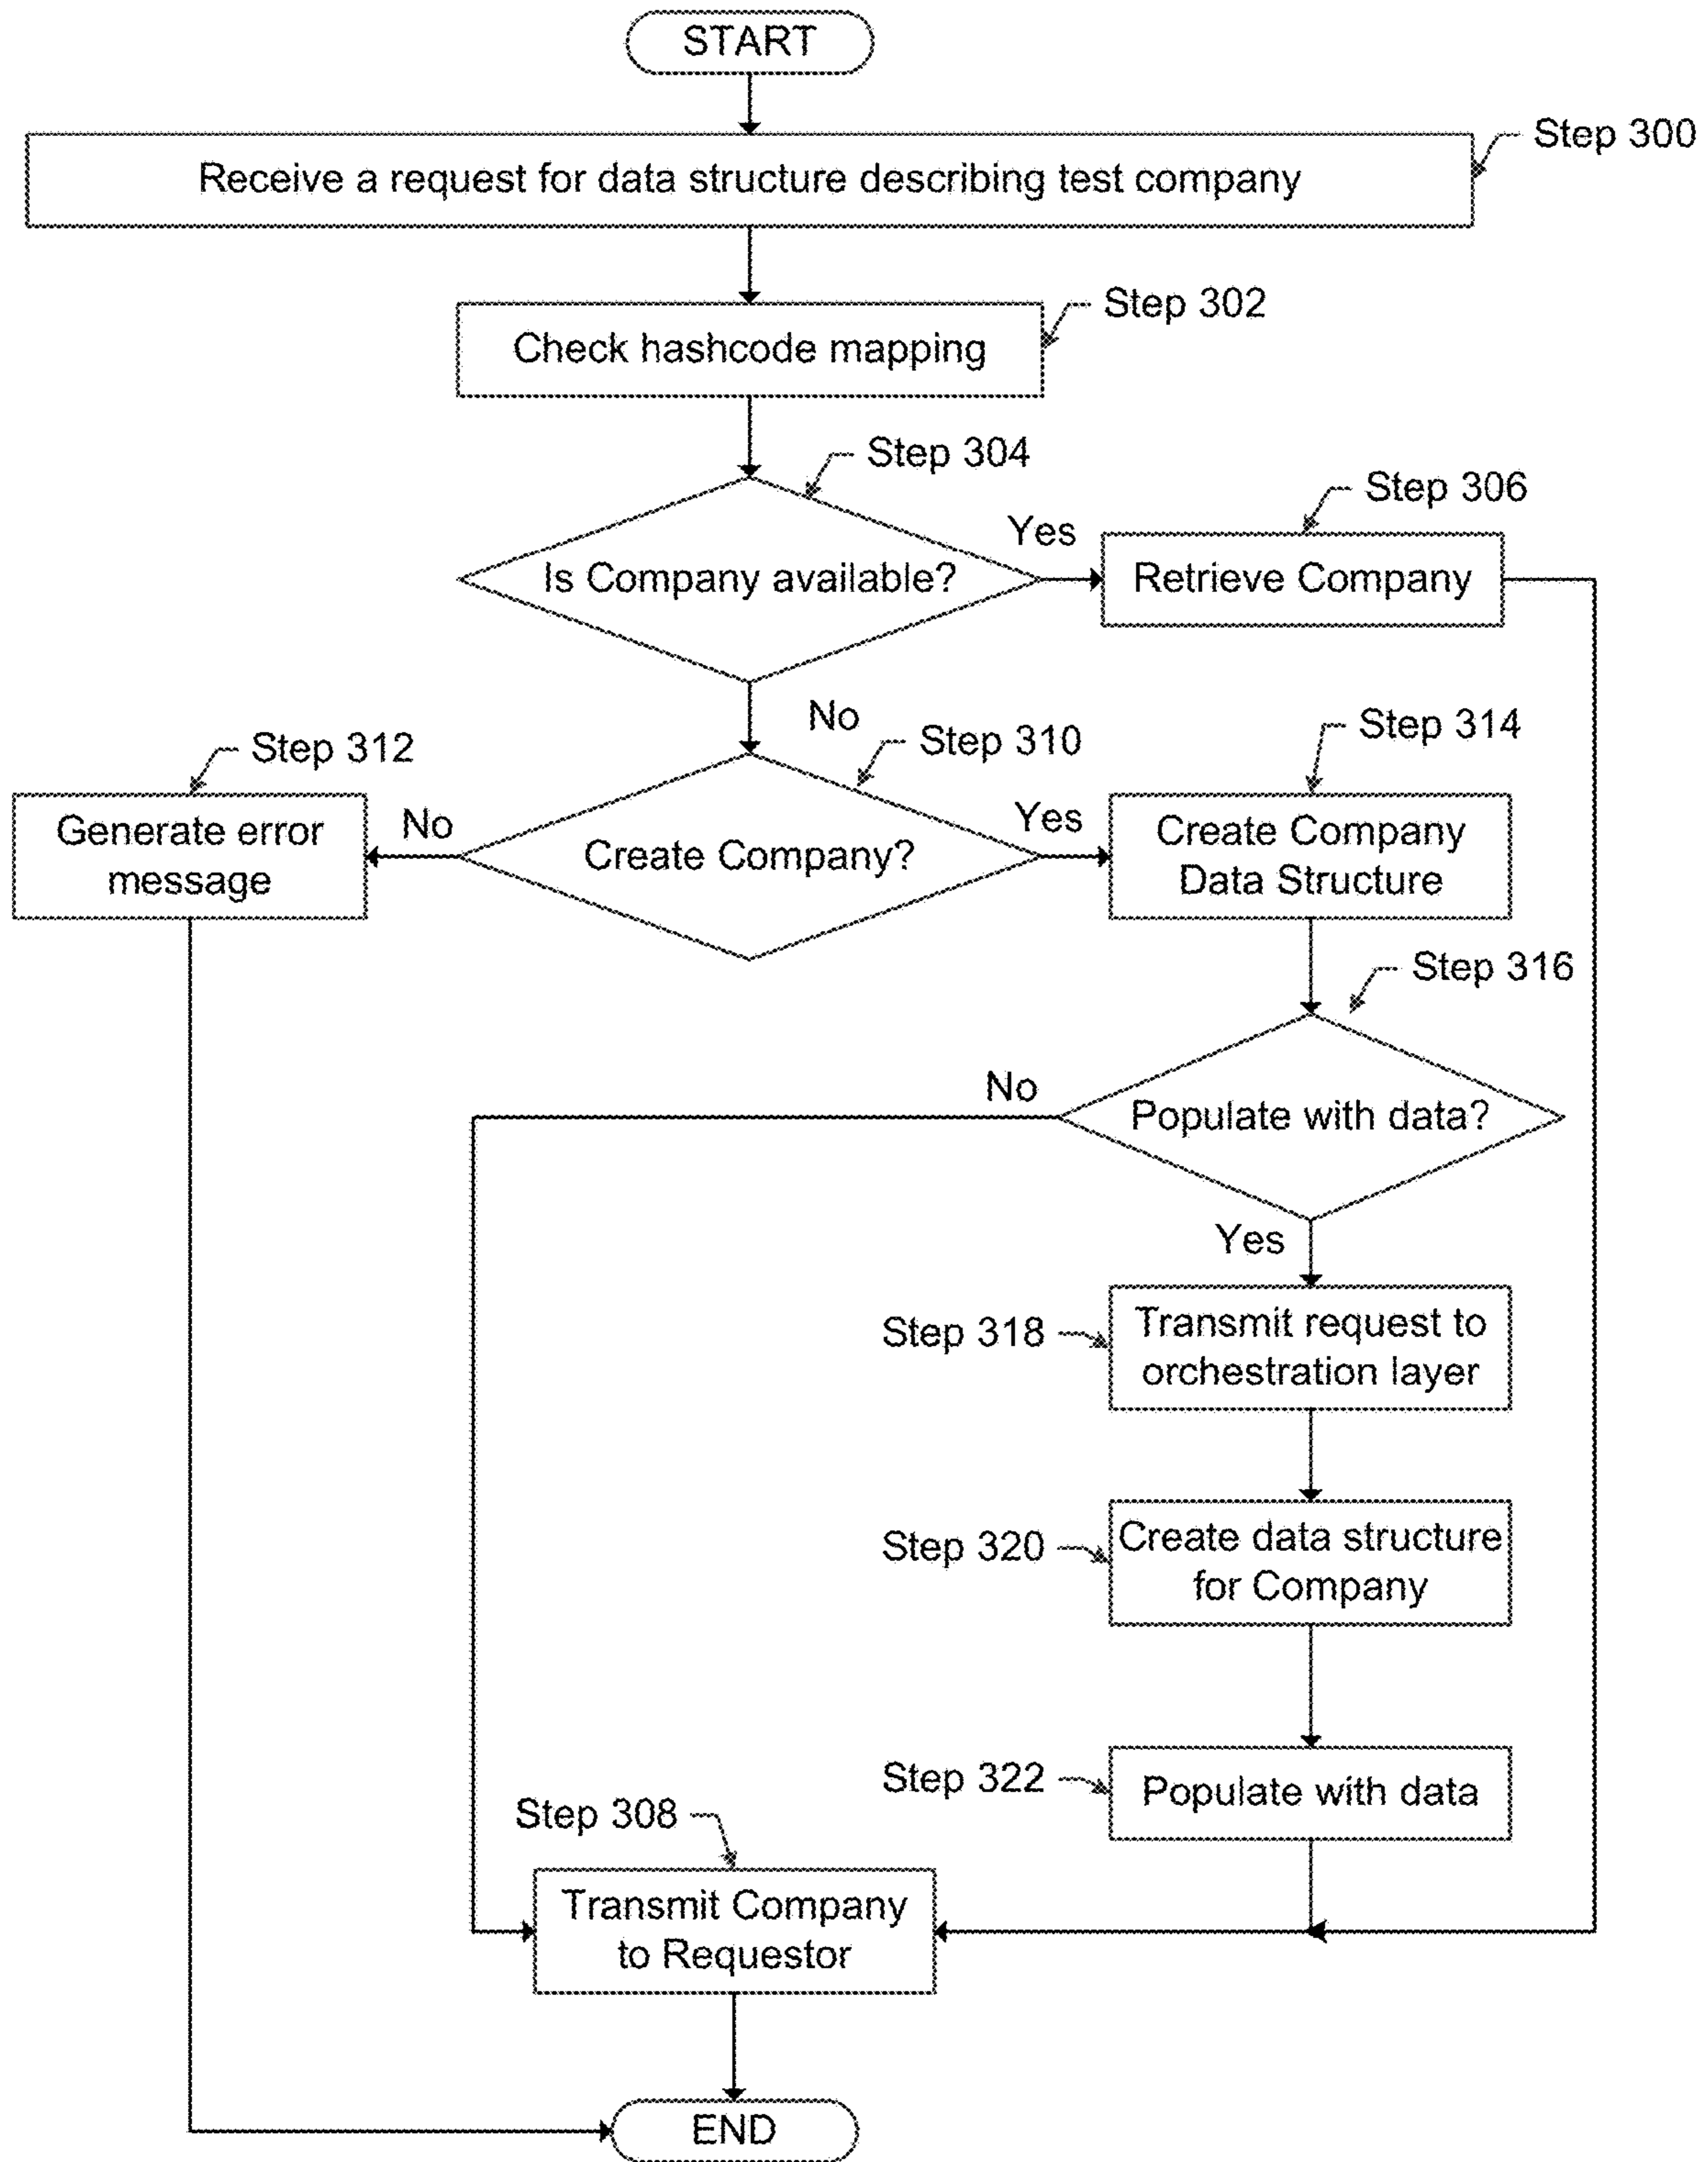 START
Step 300
Receive a request for data structure describing test company
Step 302
Check hashcode mapping
Step 304
Step 306
Yes
Is Company available?
Retrieve Company
No
Step 310
Step 314
Step 312
No
Yes
Generate error
message
Create Company?
Create Company
Data Structure
Step 316
No
Populate with data?
Yes
Step 318
Transmit request to
orchestration layer
Step 320
Create data structure
for Company
Step 322
Populate with data
Step 308
Transmit Company
to Requestor
END